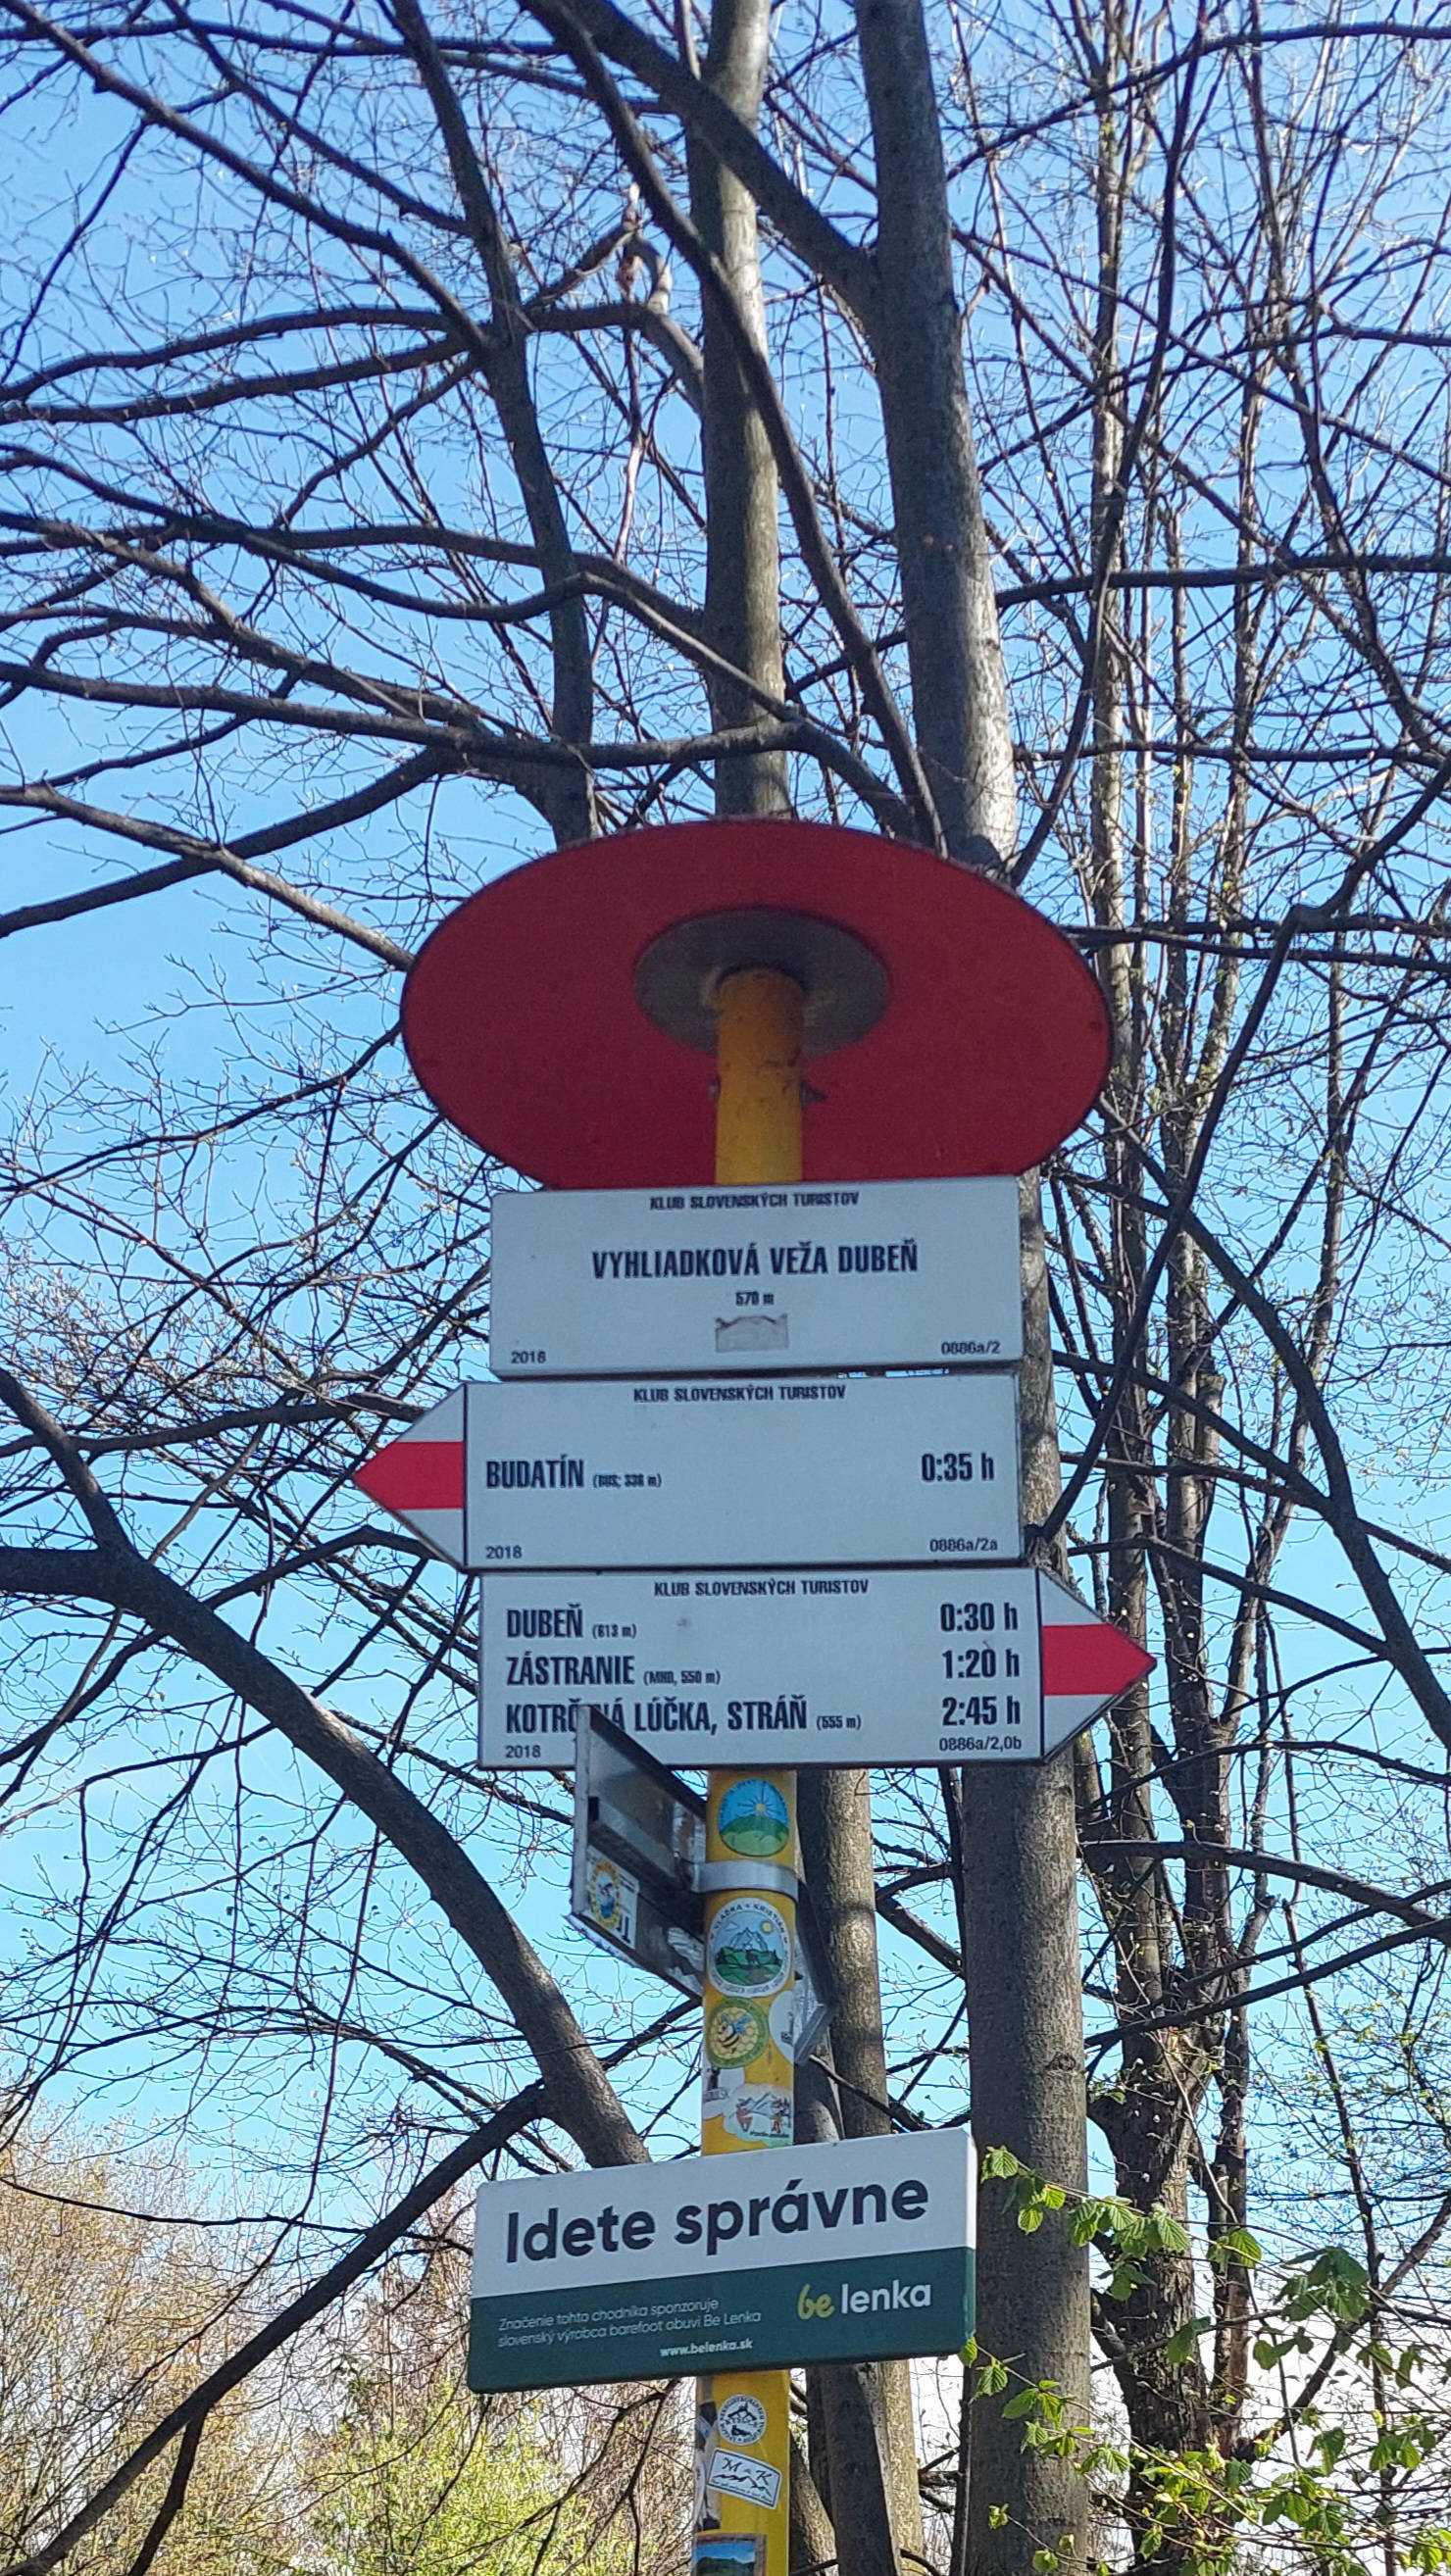 KLUB SLOVENSKÝCH TURISTOV
VYHLIADKOVÁ VEŽA DUBEŇ
570 m
2018 0886a/2
KLUB SLOVENSKÝCH TURISTOV
BUDATÍN (BUS; 338 m) 0:35 h
2018 0886a/2a
KLUB SLOVENSKÝCH TURISTOV
DUBEŇ (613 m) 0:30 h
ZÁSTRANIE (MHD, 550 m) 1:20 h
LÚČKA, STRÁŇ (555 m) 2:45 h
2018 0886a/2,0b
Idete správne
Značenie tohto chodníka sponzoruje
slovenský výrobca barefoot obuvi Be Lenka
be lenka
www.belenka.sk
M & K